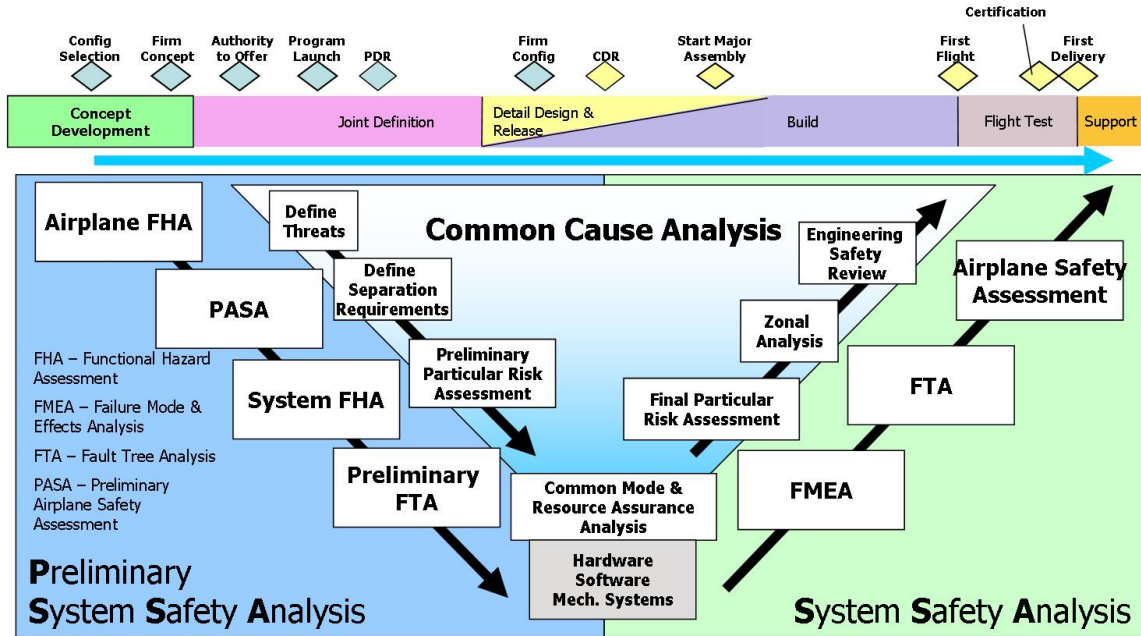 Certification
Config
Selection
Firm
Concept
Authority
to Offer
Program
Launch
PDR
Firm
Config
CDR
Start Major
Assembly
First
Flight
First
Delivery
Concept
Development
Joint Definition
Detail Design &
Release
Build
Flight Test
Support
Airplane FHA
PASA
System FHA
Preliminary
FTA
FHA – Functional Hazard
Assessment
FMEA – Failure Mode &
Effects Analysis
FTA – Fault Tree Analysis
PASA – Preliminary
Airplane Safety
Assessment
Preliminary
System Safety Analysis
Common Cause Analysis
Define
Threats
Define
Separation
Requirements
Preliminary
Particular Risk
Assessment
Common Mode &
Resource Assurance
Analysis
Hardware
Software
Mech. Systems
Final Particular
Risk Assessment
Zonal
Analysis
Engineering
Safety
Review
Airplane Safety
Assessment
FTA
FMEA
System Safety Analysis